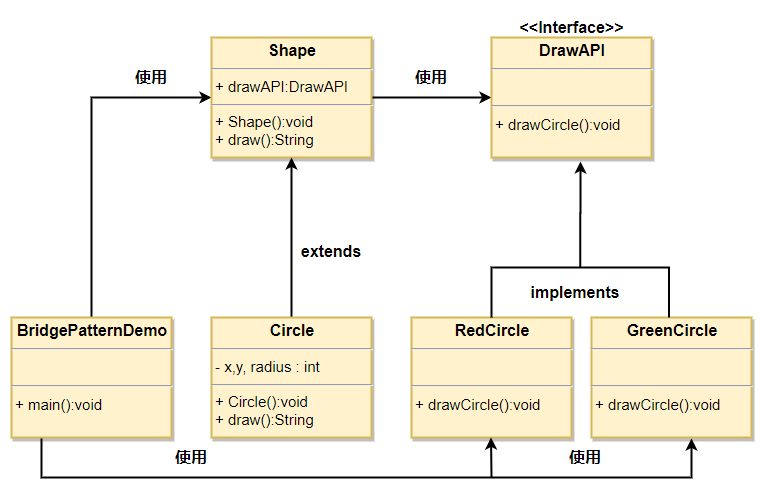 <<Interface>>
Shape
DrawAPI
使用
使用
+ drawAPI:DrawAPI
+ Shape():void
+ draw():String
+ drawCircle():void
extends
implements
BridgePatternDemo
Circle
RedCircle
GreenCircle
- x,y, radius : int
+ main():void
+ Circle():void
+ draw():String
+ drawCircle():void
+ drawCircle():void
使用
使用